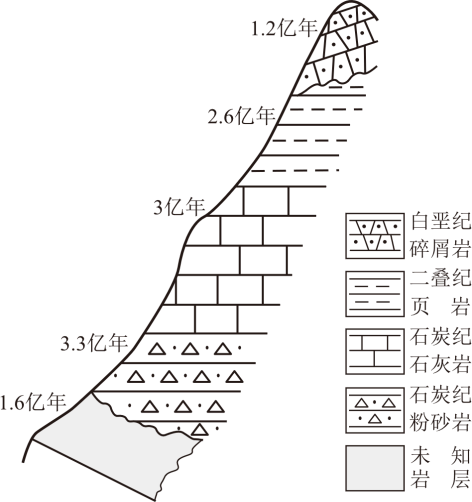 1.2亿年
2.6亿年
3亿年
3.3亿年
1.6亿年
白垩纪
碎屑岩
二叠纪
页 岩
石炭纪
石灰岩
石炭纪
粉砂岩
未 知
岩 层